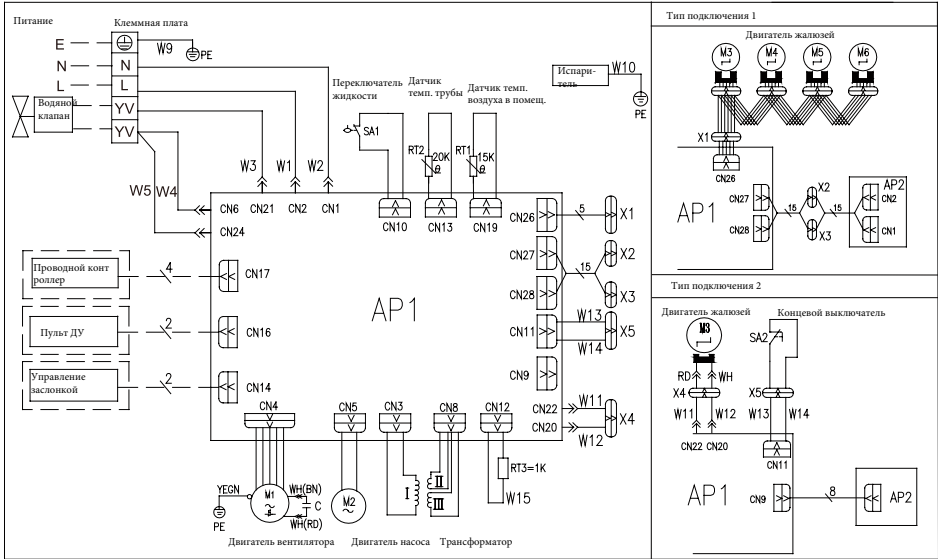 Питание
Клеммная плата
E
W9
PE
N
N
L
L
Водяной
клапан
YV
YV
W5
W4
W3
W1
W2
Переключатель
жидкости
SA1
Датчик
темп. трубы
RT2
20K
θ
Датчик темп.
воздуха в помещ.
RT1
15K
θ
Испари-
тель
W10
PE
CN6
CN21
CN2
CN1
CN24
CN10
CN13
CN19
Проводной конт
роллер
4
CN17
Пульт ДУ
2
CN16
Управление
заслонкой
2
CN14
AP1
CN26
5
X1
CN27
15
X2
CN28
X3
CN11
W13
W14
X5
CN9
CN22
W11
CN20
W12
X4
CN4
CN5
CN3
CN8
CN12
YEGN
PE
M1
WH(BN)
C
WH(RD)
M2
I
II
III
RT3=1K
W15
Двигатель вентилятора
Двигатель насоса
Трансформатор
Тип подключения 1
Двигатель жалюзей
M3
M4
M5
M6
X1
CN26
AP1
CN27
CN28
15
X2
X3
15
AP2
CN2
CN1
Тип подключения 2
Двигатель жалюзей
Концевой выключатель
M3
SA2
RD
WH
X4
X5
W11
W12
W13
W14
CN22
CN20
CN11
AP1
CN9
8
AP2